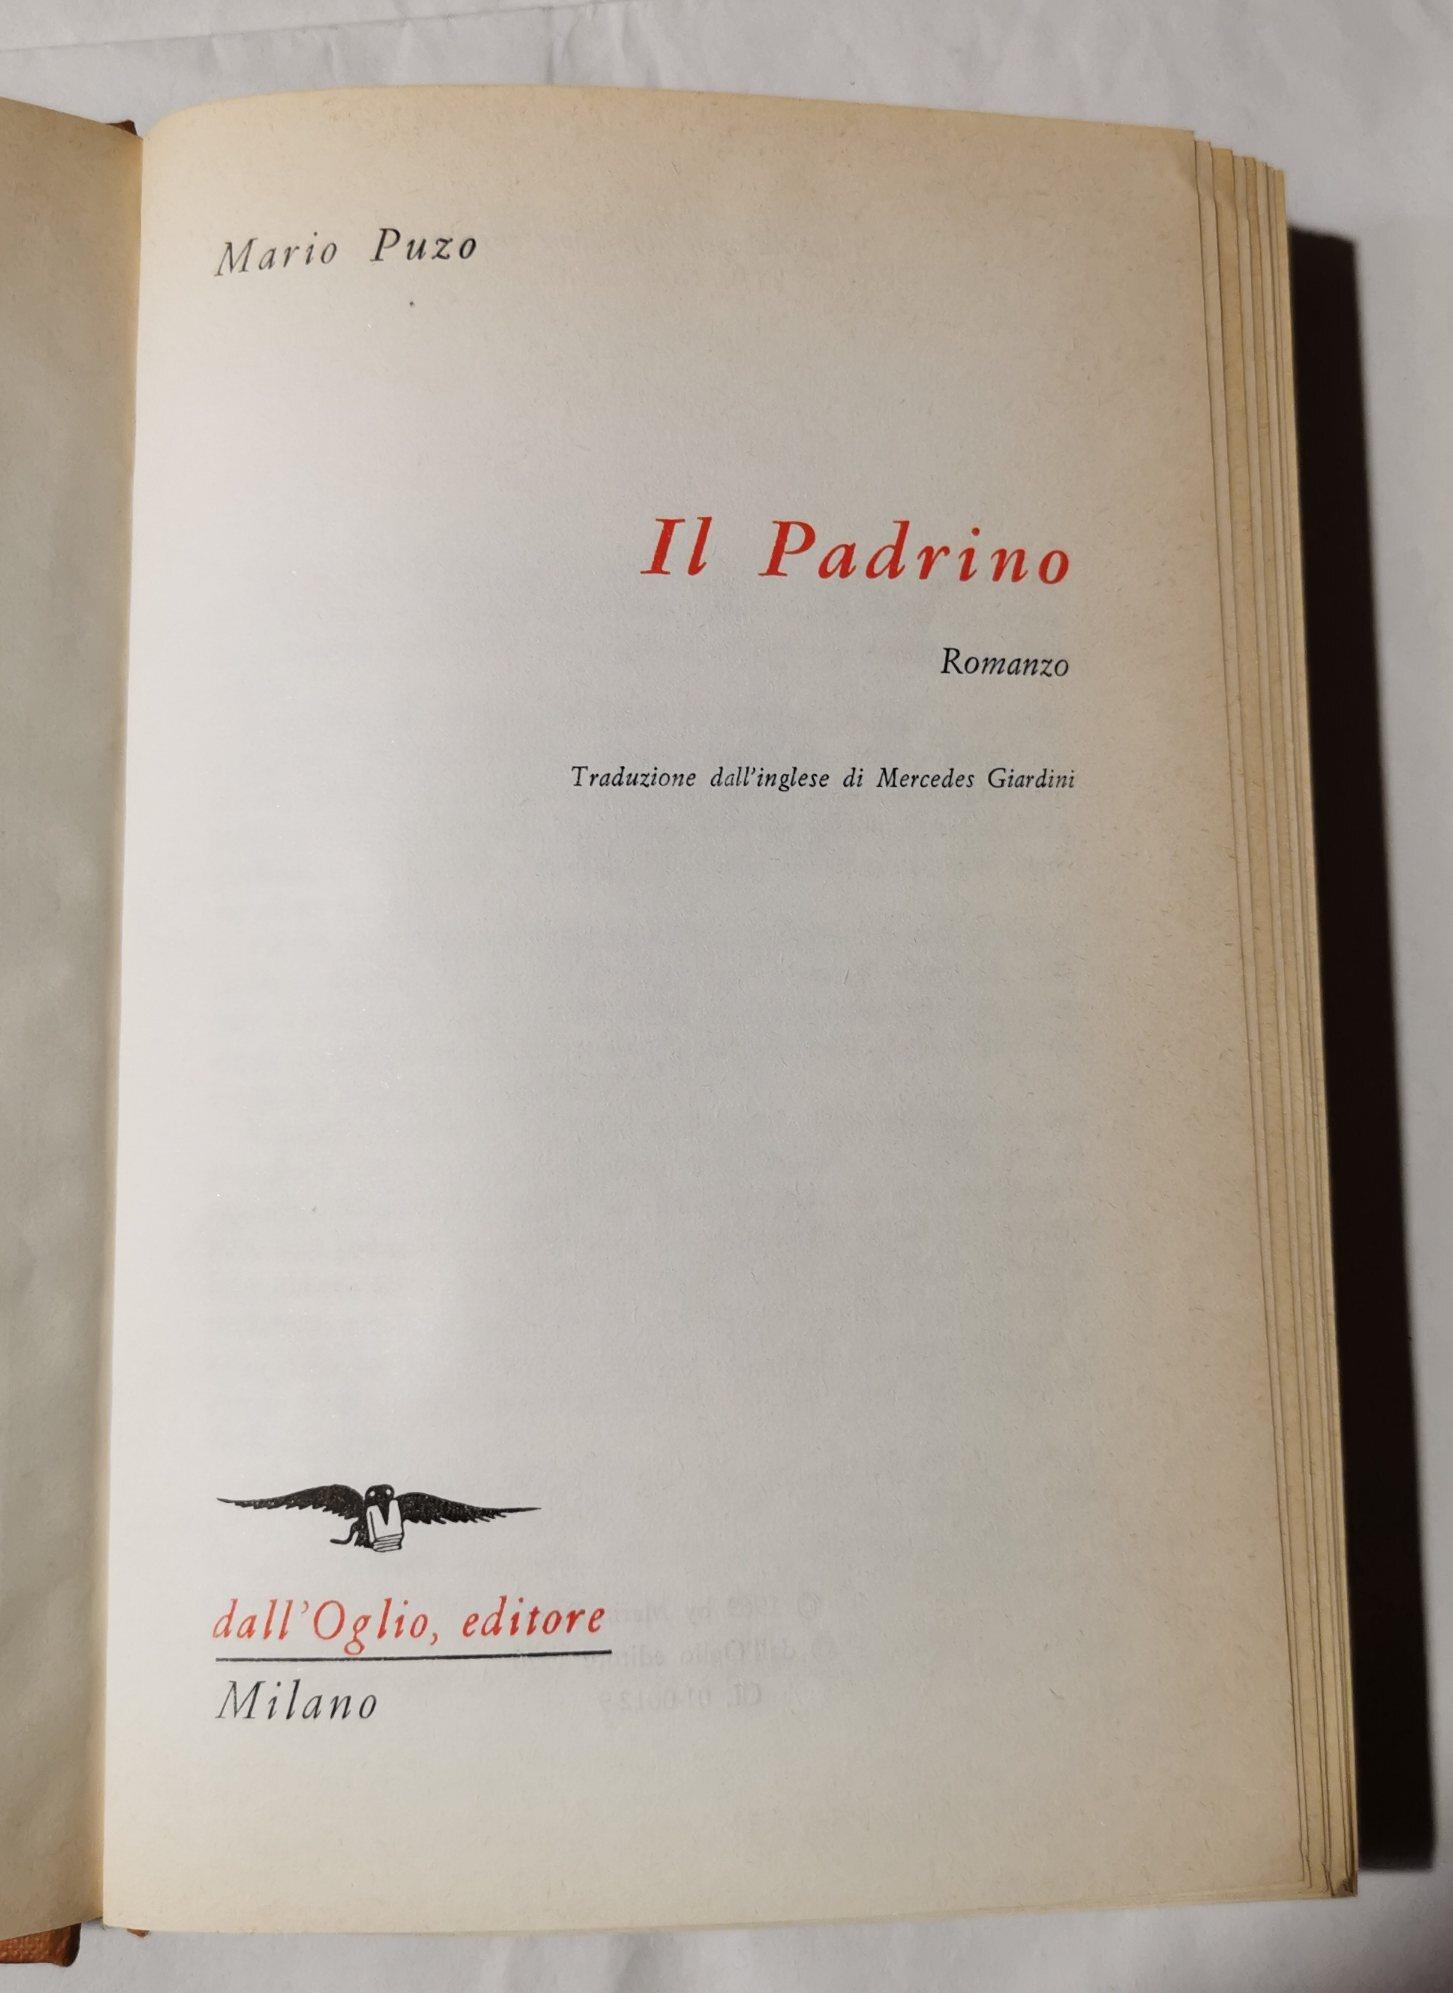 Mario Puzo
Il Padrino
Romanzo
Traduzione dall'inglese di Mercedes Giardini
dall'Oglio, editore
Milano